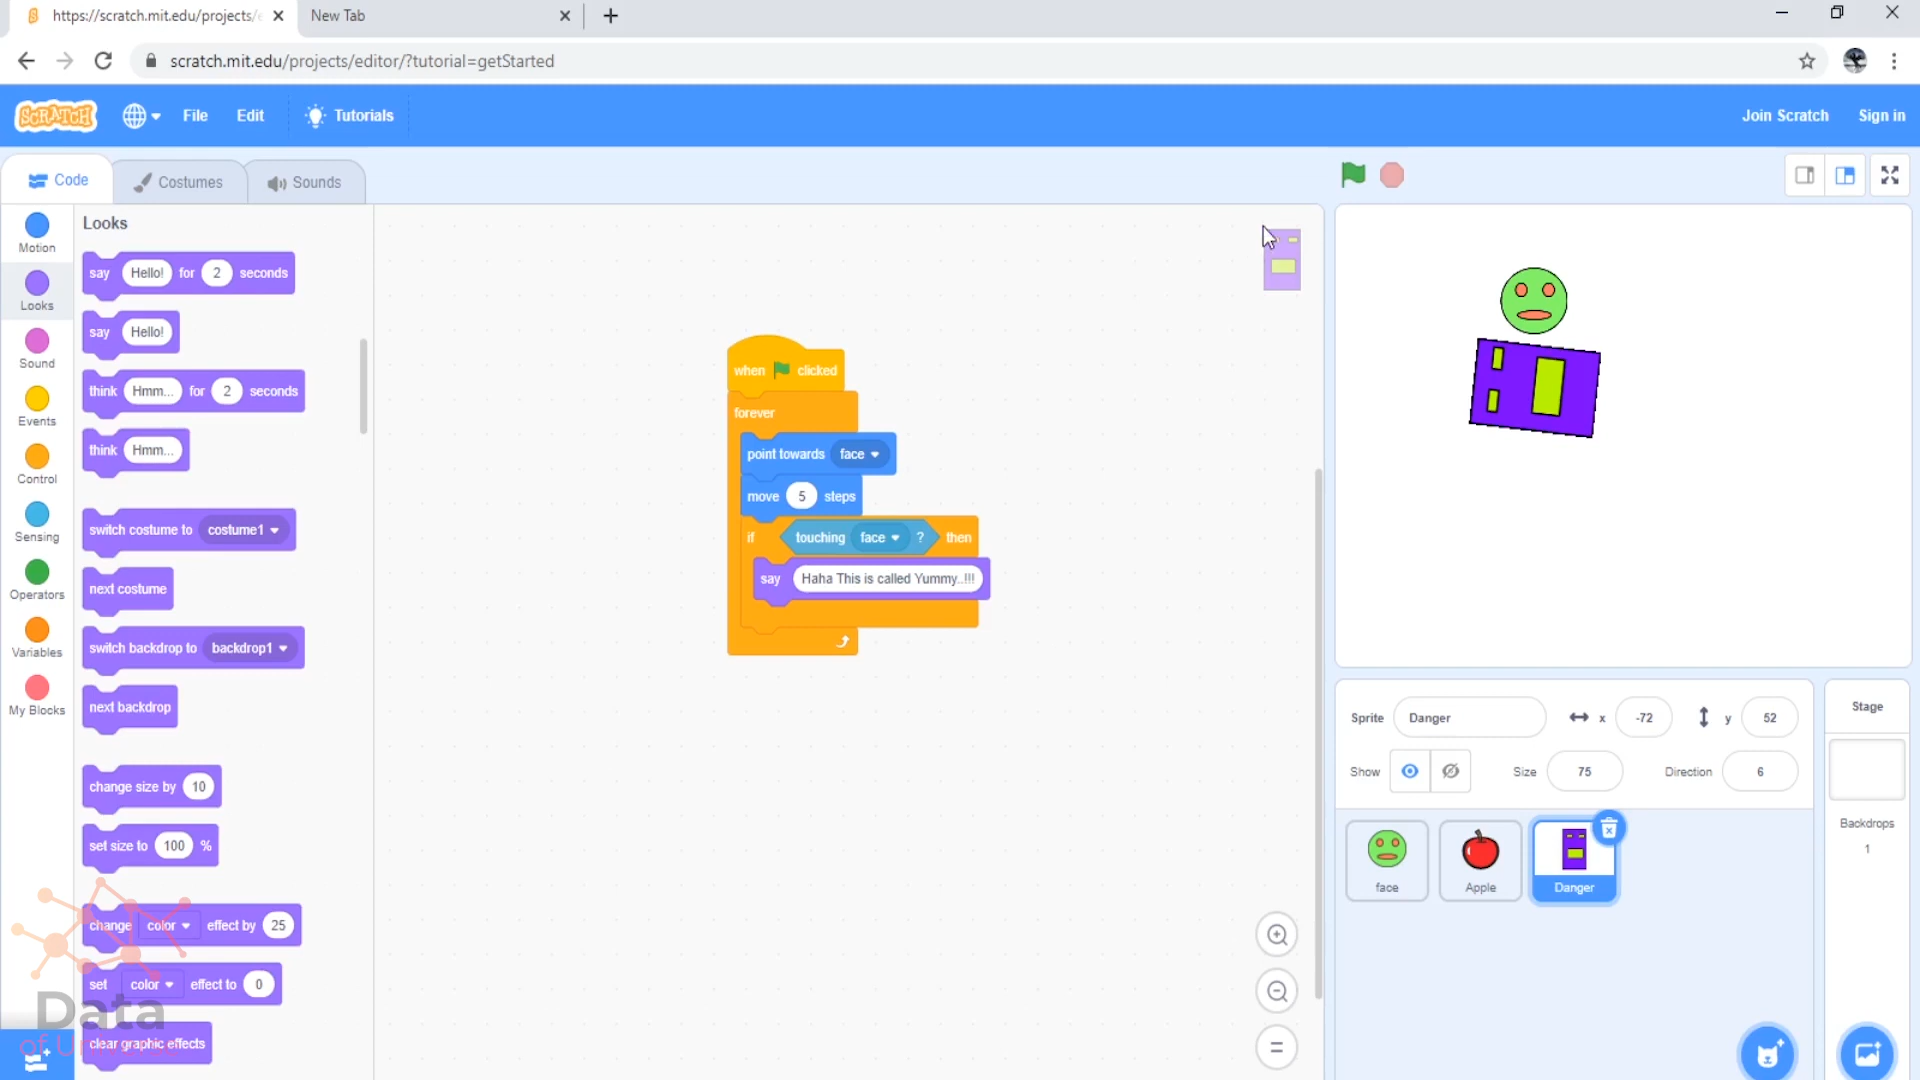 https://scratch.mit.edu/projects/e
New Tab
scratch.mit.edu/projects/editor/?tutorial=getStarted
SCRATCH
File
Edit
Tutorials
Join Scratch
Sign in
Code
Costumes
Sounds
Motion
Looks
Sound
Events
Control
Sensing
Operators
Variables
My Blocks
Looks
say Hello! for 2 seconds
say Hello!
think Hmm... for 2 seconds
think Hmm...
switch costume to costume1
next costume
switch backdrop to backdrop1
next backdrop
change size by 10
set size to 100 %
change color effect by 25
set color effect to 0
clear graphic effects
Data
of Universe
when clicked
forever
point towards face
move 5 steps
if touching face ? then
say Haha This is called Yummy..!!!
Sprite Danger x -72 y 52
Show Size 75 Direction 6
face
Apple
Danger
Stage
Backdrops
1